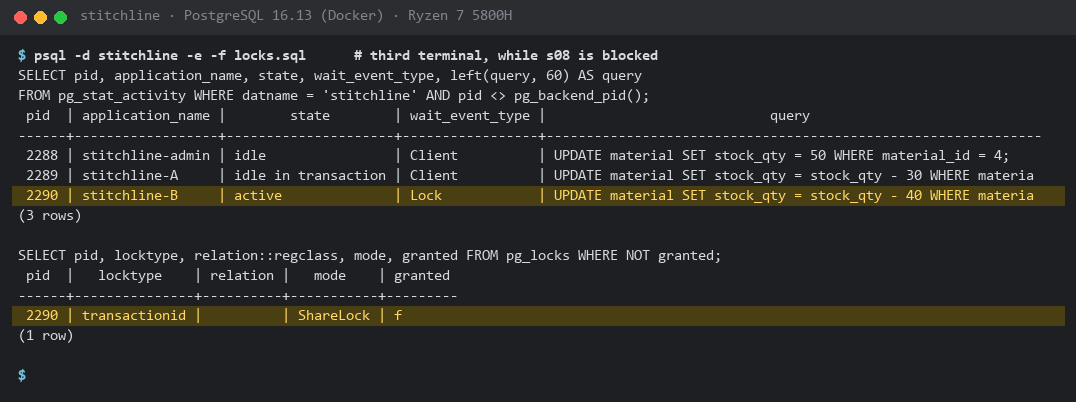 stitchline · PostgreSQL 16.13 (Docker) · Ryzen 7 5800H
$ psql -d stitchline -e -f locks.sql      # third terminal, while s08 is blocked
SELECT pid, application_name, state, wait_event_type, left(query, 60) AS query
FROM pg_stat_activity WHERE datname = 'stitchline' AND pid <> pg_backend_pid();
 pid  | application_name |        state        | wait_event_type |                            query
------+------------------+---------------------+-----------------+--------------------------------------------------------------
 2288 | stitchline-admin | idle                | Client          | UPDATE material SET stock_qty = 50 WHERE material_id = 4;
 2289 | stitchline-A     | idle in transaction | Client          | UPDATE material SET stock_qty = stock_qty - 30 WHERE materia
 2290 | stitchline-B     | active              | Lock            | UPDATE material SET stock_qty = stock_qty - 40 WHERE materia
(3 rows)
SELECT pid, locktype, relation::regclass, mode, granted FROM pg_locks WHERE NOT granted;
 pid  |   locktype    | relation |   mode    | granted
------+---------------+----------+-----------+---------
 2290 | transactionid |          | ShareLock | f
(1 row)
$